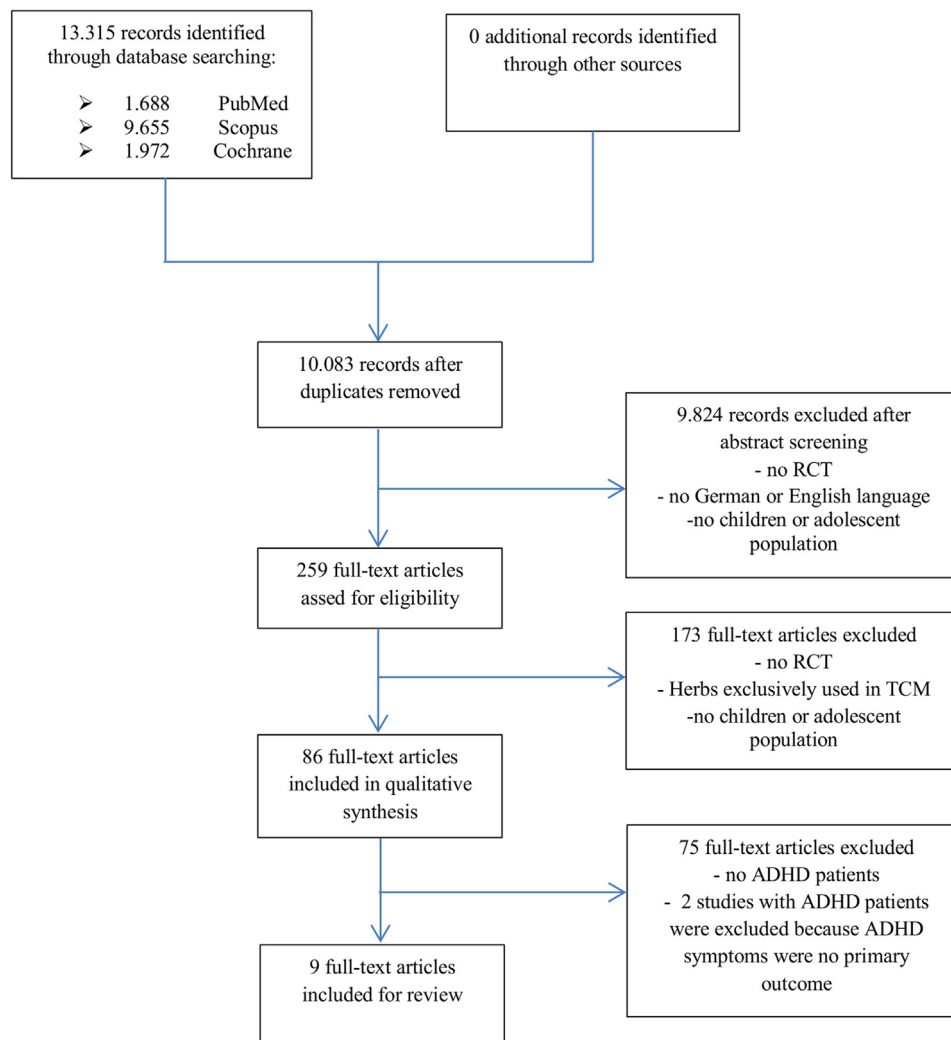 13.315 records identified
through database searching:
➢ 1.688 PubMed
➢ 9.655 Scopus
➢ 1.972 Cochrane
0 additional records identified
through other sources
10.083 records after
duplicates removed
9.824 records excluded after
abstract screening
- no RCT
- no German or English language
-no children or adolescent
population
259 full-text articles
assed for eligibility
173 full-text articles excluded
- no RCT
- Herbs exclusively used in TCM
-no children or adolescent
population
86 full-text articles
included in qualitative
synthesis
75 full-text articles excluded
- no ADHD patients
- 2 studies with ADHD patients
were excluded because ADHD
symptoms were no primary
outcome
9 full-text articles
included for review